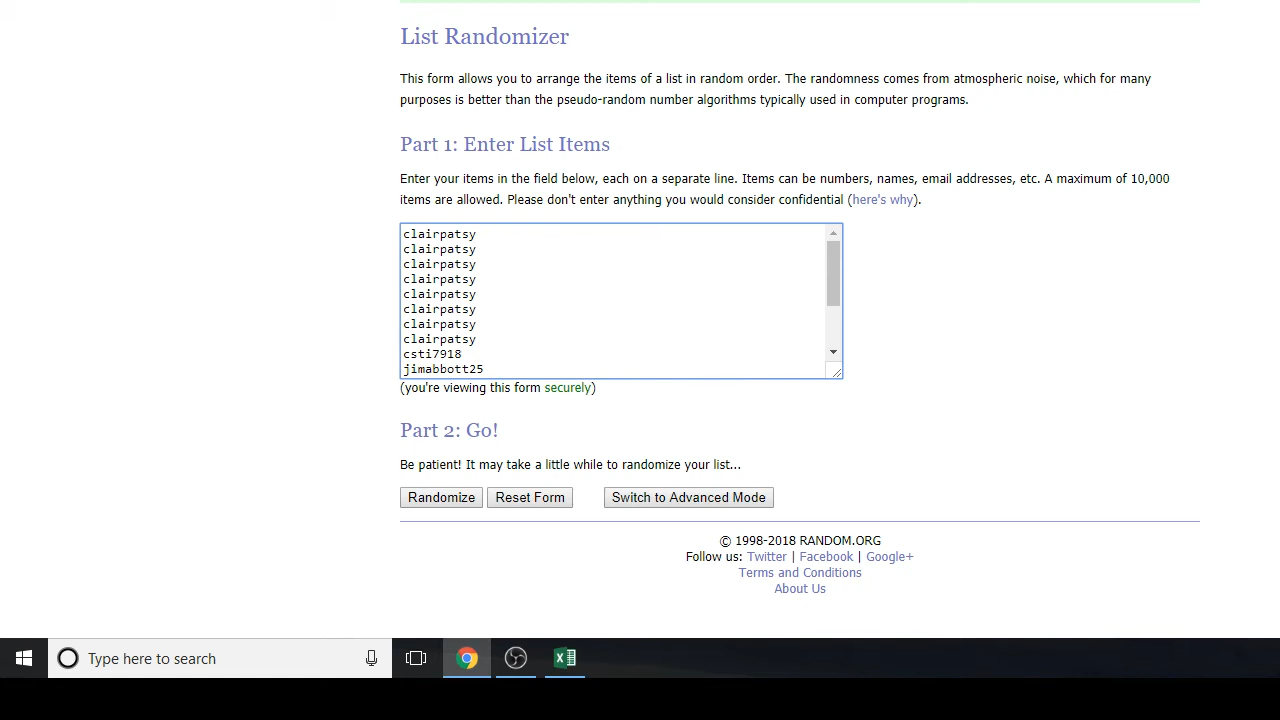 List Randomizer
This form allows you to arrange the items of a list in random order. The randomness comes from atmospheric noise, which for many
purposes is better than the pseudo-random number algorithms typically used in computer programs.
Part 1: Enter List Items
Enter your items in the field below, each on a separate line. Items can be numbers, names, email addresses, etc. A maximum of 10,000
items are allowed. Please don't enter anything you would consider confidential (here's why).
clairpatsy
clairpatsy
clairpatsy
clairpatsy
clairpatsy
clairpatsy
clairpatsy
clairpatsy
csti7918
jimabbott25
(you're viewing this form securely)
Part 2: Go!
Be patient! It may take a little while to randomize your list...
Randomize Reset Form Switch to Advanced Mode
© 1998-2018 RANDOM.ORG
Follow us: Twitter | Facebook | Google+
Terms and Conditions
About Us
Type here to search